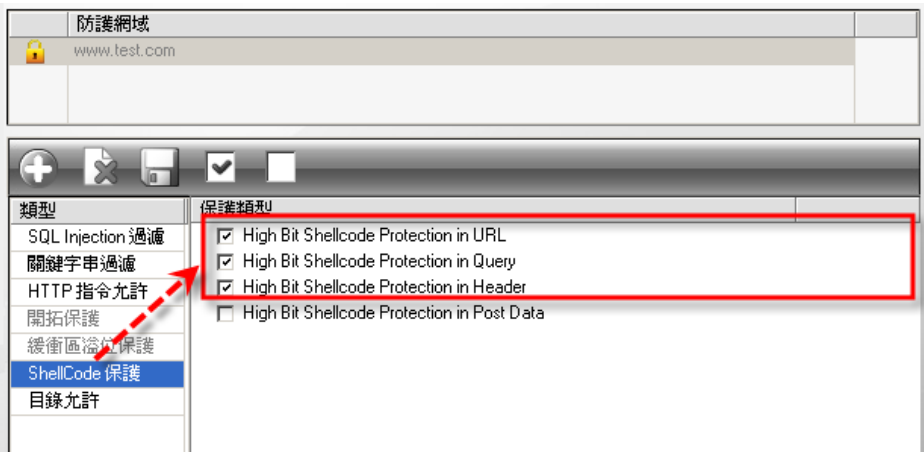 防護網域
www.test.com
類型
保護類型
SQL Injection 過濾
High Bit Shellcode Protection in URL
關鍵字串過濾
High Bit Shellcode Protection in Query
HTTP 指令允許
High Bit Shellcode Protection in Header
開拓保護
High Bit Shellcode Protection in Post Data
緩衝區溢位保護
ShellCode 保護
目錄允許